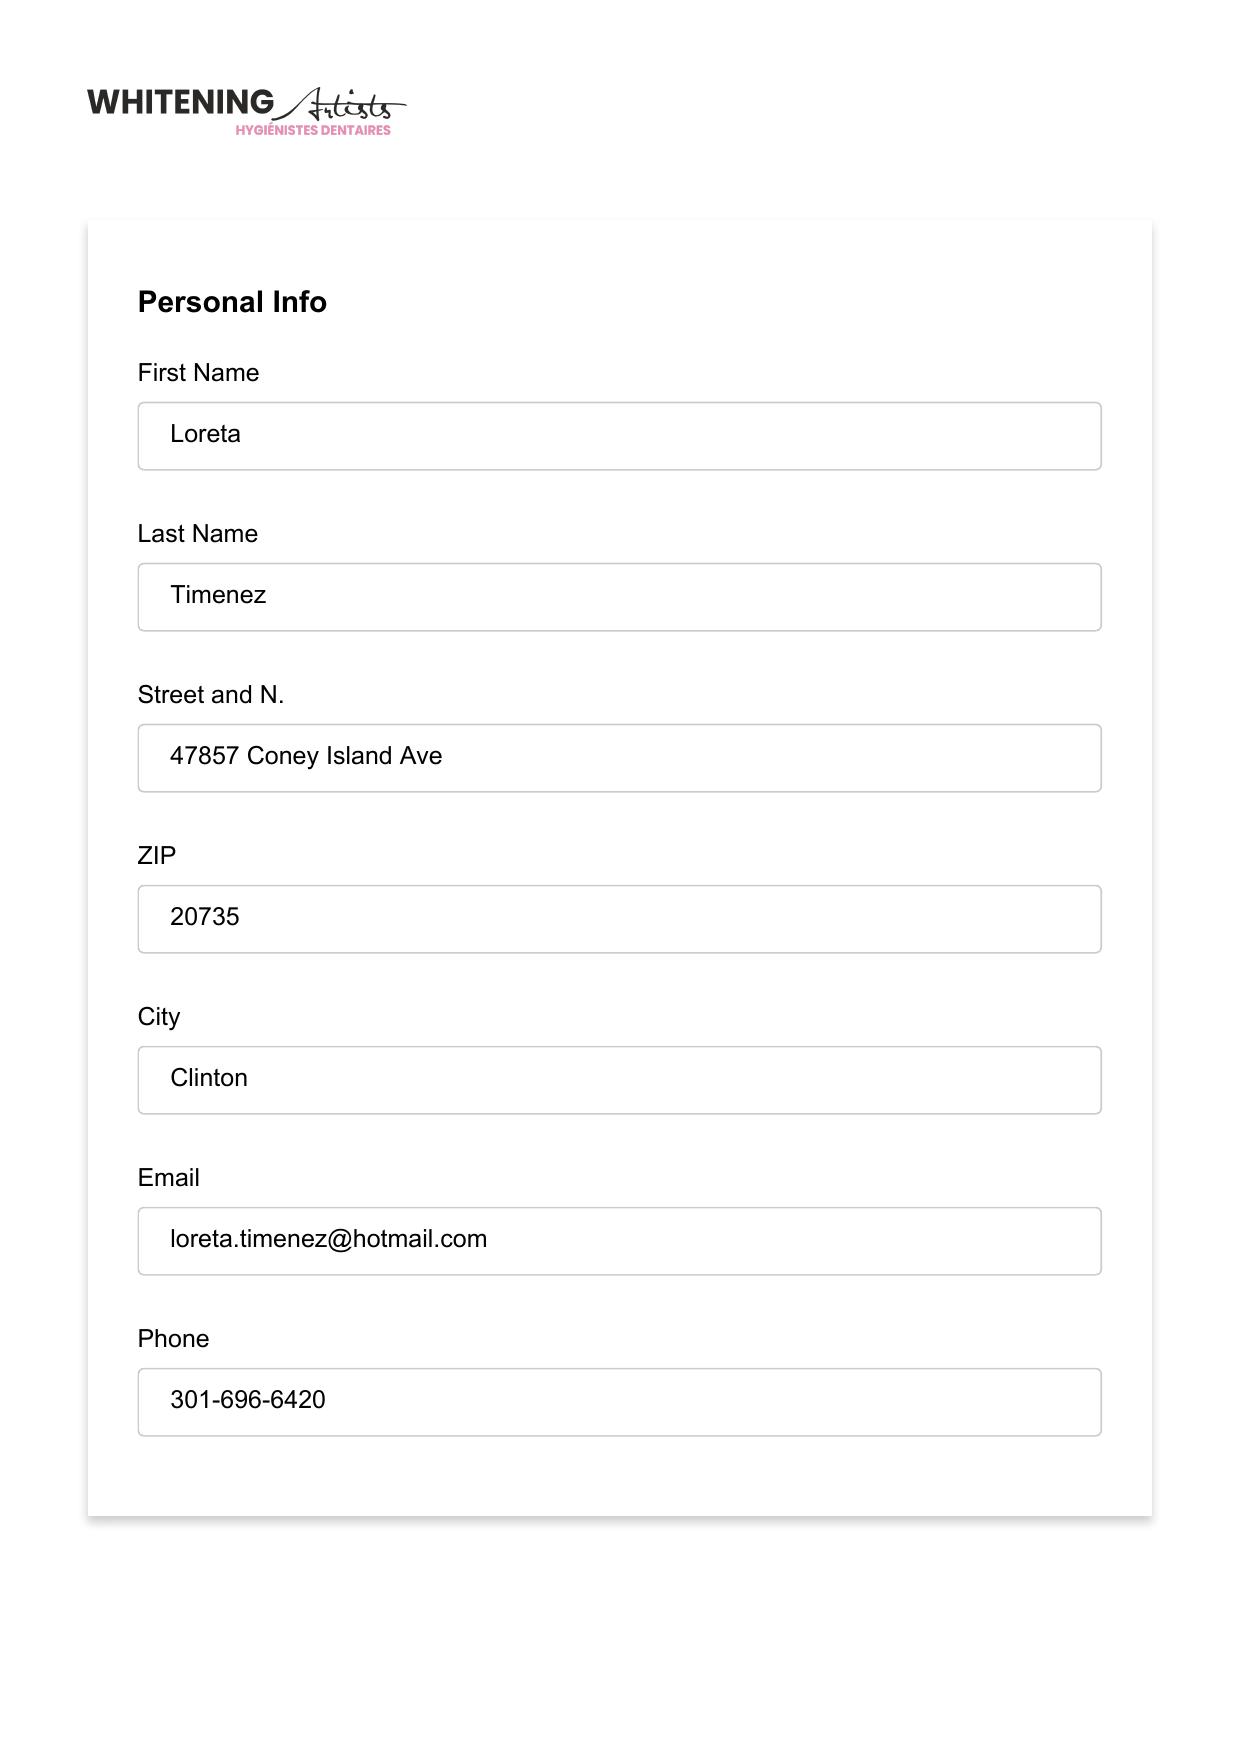 WHITENING Artists
HYGIÉNISTES DENTAIRES
Personal Info
First Name
Loreta
Last Name
Timenez
Street and N.
47857 Coney Island Ave
ZIP
20735
City
Clinton
Email
loreta.timenez@hotmail.com
Phone
301-696-6420